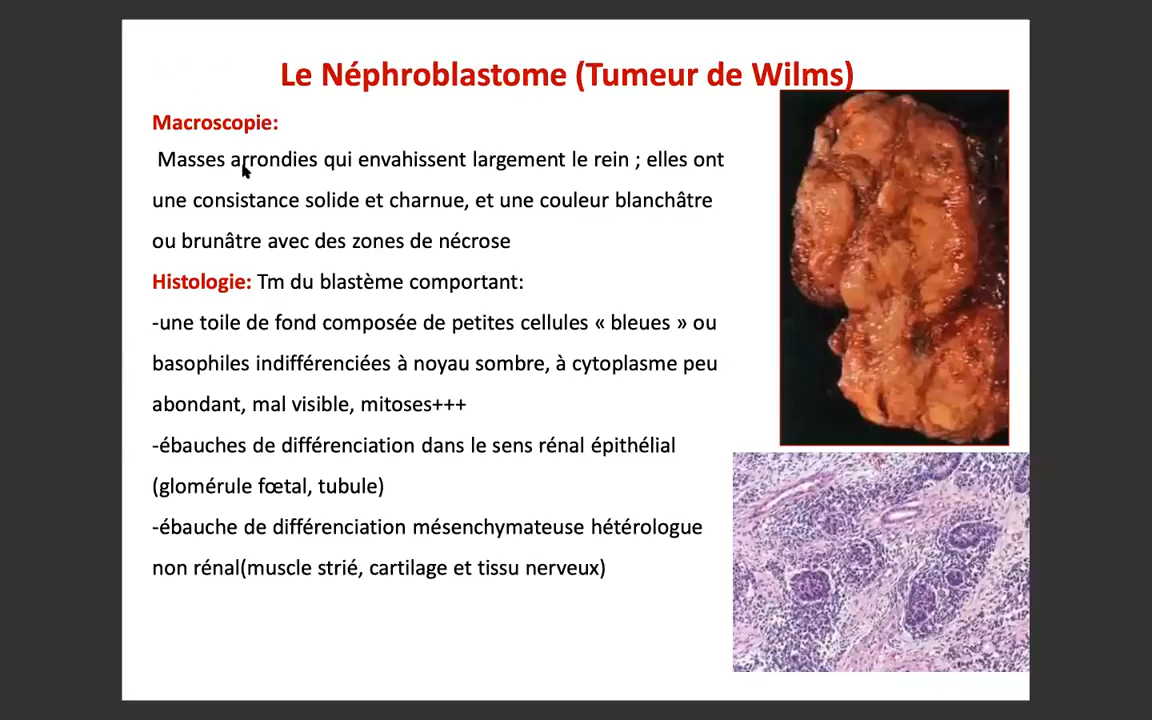 Le Néphroblastome (Tumeur de Wilms)
Macroscopie:
Masses arrondies qui envahissent largement le rein ; elles ont
une consistance solide et charnue, et une couleur blanchâtre
ou brunâtre avec des zones de nécrose
Histologie: Tm du blastème comportant:
-une toile de fond composée de petites cellules « bleues » ou
basophiles indifférenciées à noyau sombre, à cytoplasme peu
abondant, mal visible, mitoses+++
-ébauches de différenciation dans le sens rénal épithélial
(glomérule fœtal, tubule)
-ébauche de différenciation mésenchymateuse hétérologue
non rénal(muscle strié, cartilage et tissu nerveux)